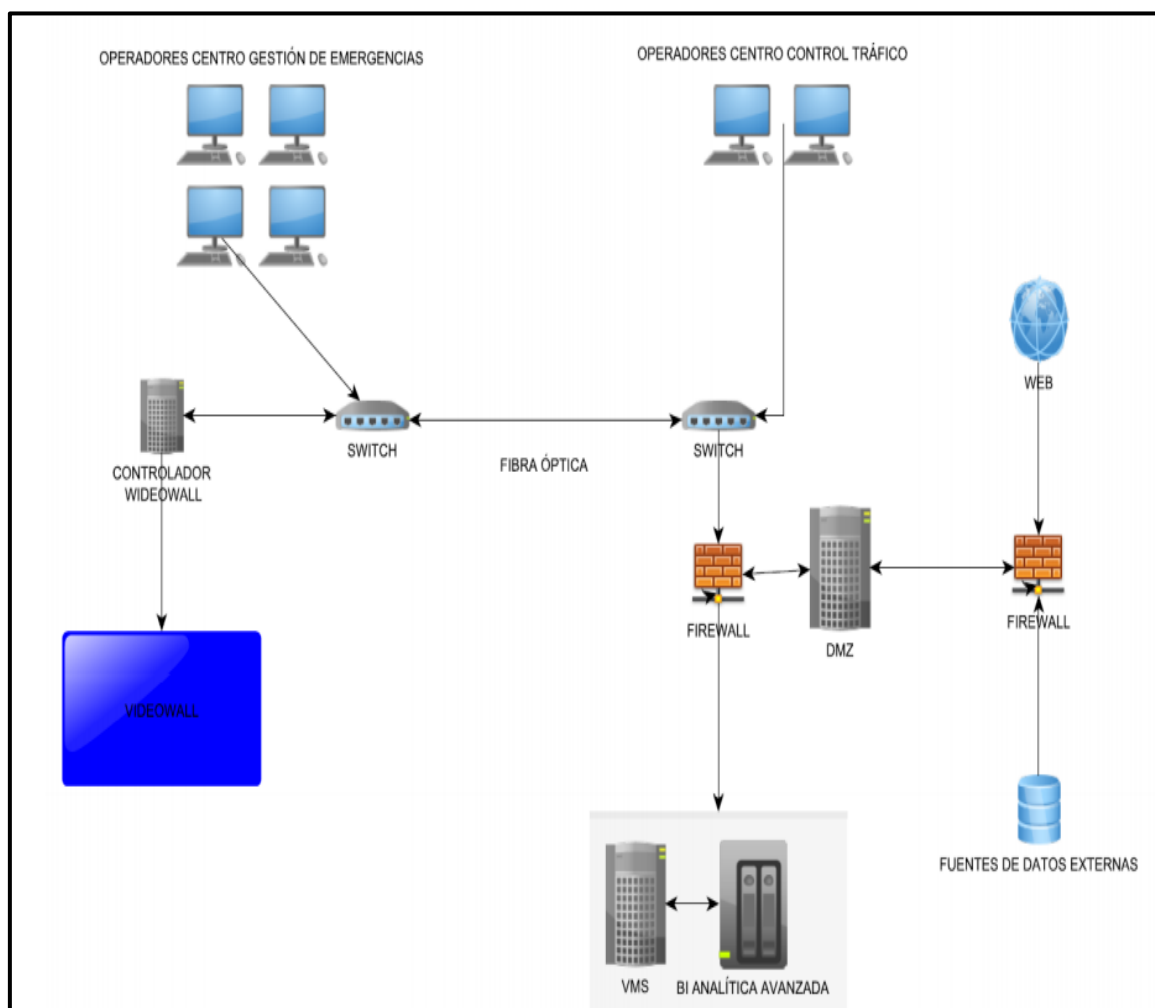 OPERADORES CENTRO GESTIÓN DE EMERGENCIAS
OPERADORES CENTRO CONTROL TRÁFICO
WEB
SWITCH
SWITCH
FIBRA ÓPTICA
CONTROLADOR
WIDEOWALL
FIREWALL
DMZ
FIREWALL
VIDEOWALL
FUENTES DE DATOS EXTERNAS
VMS
BI ANALÍTICA AVANZADA